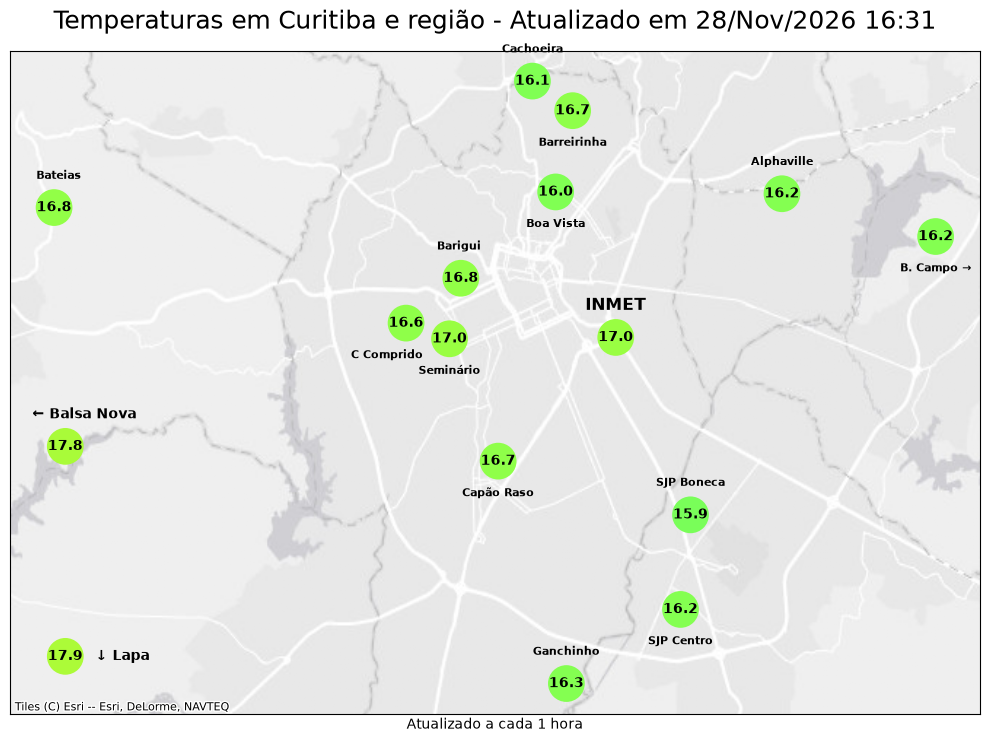 Temperaturas em Curitiba e região - Atualizado em 28/Nov/2026 16:31
Cachoeira
16.1
16.7
Barreirinha
Alphaville
16.2
Bateias
16.8
16.0
Boa Vista
16.2
B. Campo →
Barigui
16.8
INMET
17.0
16.6
C Comprido
17.0
Seminário
← Balsa Nova
17.8
16.7
Capão Raso
SJP Boneca
15.9
16.2
SJP Centro
17.9 ↓ Lapa
Ganchinho
16.3
Tiles (C) Esri -- Esri, DeLorme, NAVTEQ
Atualizado a cada 1 hora